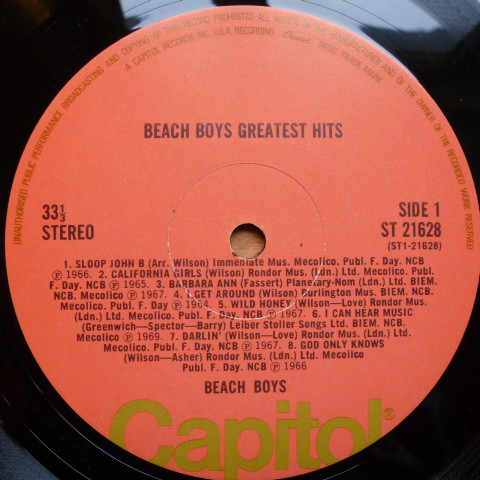 UNAUTHORISED PUBLIC PERFORMANCE BROADCASTING AND COPYING OF THIS RECORD PROHIBITED ALL RIGHTS OF THE MANUFACTURER AND OF THE OWNER OF THE RECORDED WORK RESERVED
A CAPITOL RECORDS INC., U.S.A. RECORDING Capitol REGD. TRADE MARK
BEACH BOYS GREATEST HITS
33⅓
STEREO
SIDE 1
ST 21628
(ST1-21628)
1. SLOOP JOHN B (Arr. Wilson) Immediate Mus. Mecolico. Publ. F. Day. NCB
℗ 1966. 2. CALIFORNIA GIRLS (Wilson) Rondor Mus. (Ldn.) Ltd. Mecolico. Publ.
F. Day. NCB ℗ 1965. 3. BARBARA ANN (Fassert) Planetary-Nom (Ldn.) Ltd. BIEM.
NCB. Mecolico. ℗ 1967. 4. I GET AROUND (Wilson) Burlington Mus. BIEM. NCB.
Mecolico. Publ. F. Day. ℗ 1964. 5. WILD HONEY (Wilson—Love) Rondor Mus.
(Ldn.) Ltd. Mecolico. Publ. F. Day. NCB ℗ 1967. 6. I CAN HEAR MUSIC
(Greenwich—Spector—Barry) Leiber Stoller Songs Ltd. BIEM. NCB.
Mecolico ℗ 1969. 7. DARLIN' (Wilson—Love) Rondor Mus. (Ldn.) Ltd.
Mecolico. Publ. F. Day. NCB ℗ 1967. 8. GOD ONLY KNOWS
(Wilson—Asher) Rondor Mus. (Ldn.) Ltd. Mecolico
Publ. F. Day. NCB ℗ 1966
BEACH BOYS
Capitol®